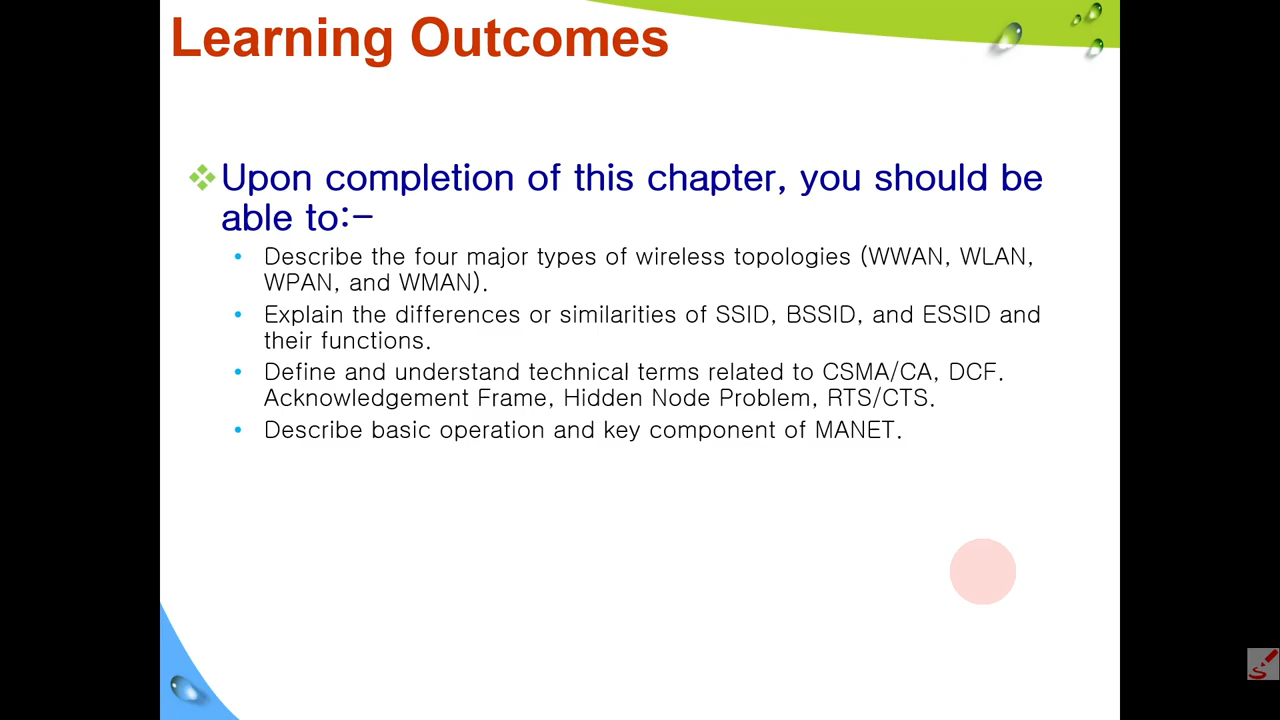 Learning Outcomes
Upon completion of this chapter, you should be
able to:-
• Describe the four major types of wireless topologies (WWAN, WLAN,
WPAN, and WMAN).
• Explain the differences or similarities of SSID, BSSID, and ESSID and
their functions.
• Define and understand technical terms related to CSMA/CA, DCF.
Acknowledgement Frame, Hidden Node Problem, RTS/CTS.
• Describe basic operation and key component of MANET.